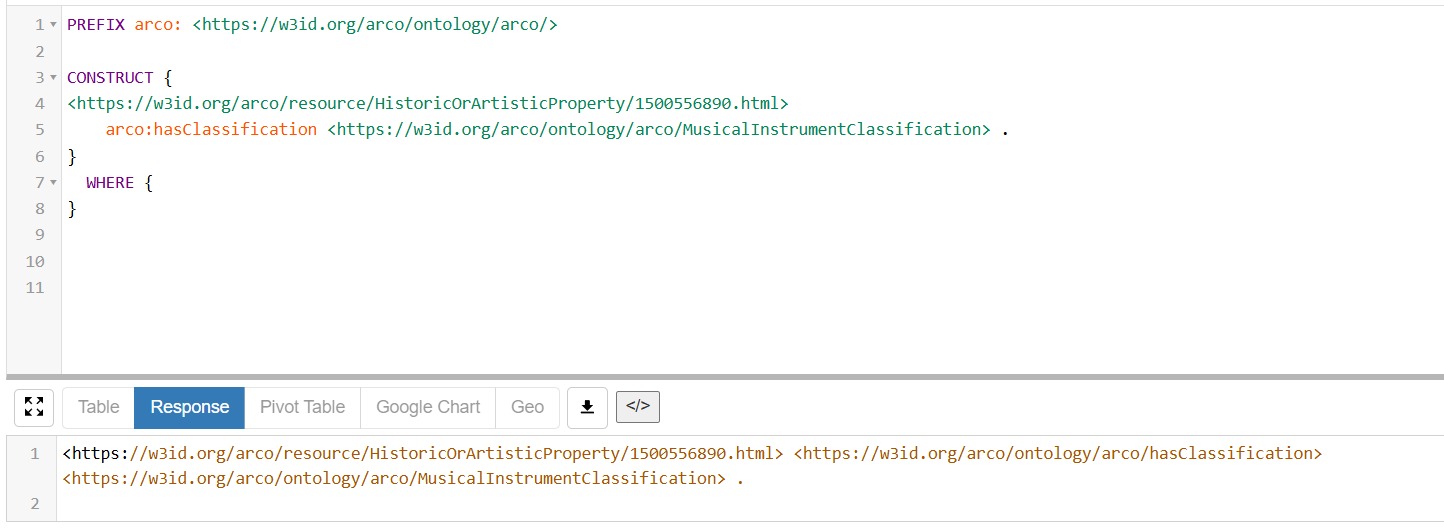 1 PREFIX arco: <https://w3id.org/arco/ontology/arco/>
2
3 CONSTRUCT {
4 <https://w3id.org/arco/resource/HistoricOrArtisticProperty/1500556890.html>
5 arco:hasClassification <https://w3id.org/arco/ontology/arco/MusicalInstrumentClassification> .
6 }
7 WHERE {
8 }
9
10
11
Table Response Pivot Table Google Chart Geo </>
1 <https://w3id.org/arco/resource/HistoricOrArtisticProperty/1500556890.html> <https://w3id.org/arco/ontology/arco/hasClassification>
<https://w3id.org/arco/ontology/arco/MusicalInstrumentClassification> .
2